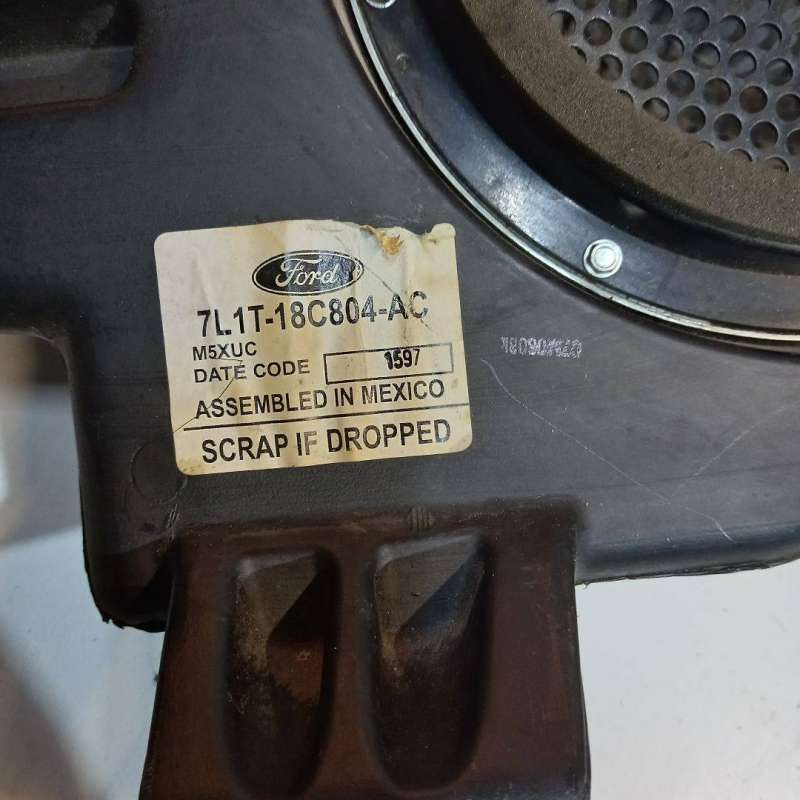 Ford
7L1T-18C804-AC
M5XUC
DATE CODE 1597
ASSEMBLED IN MEXICO
SCRAP IF DROPPED